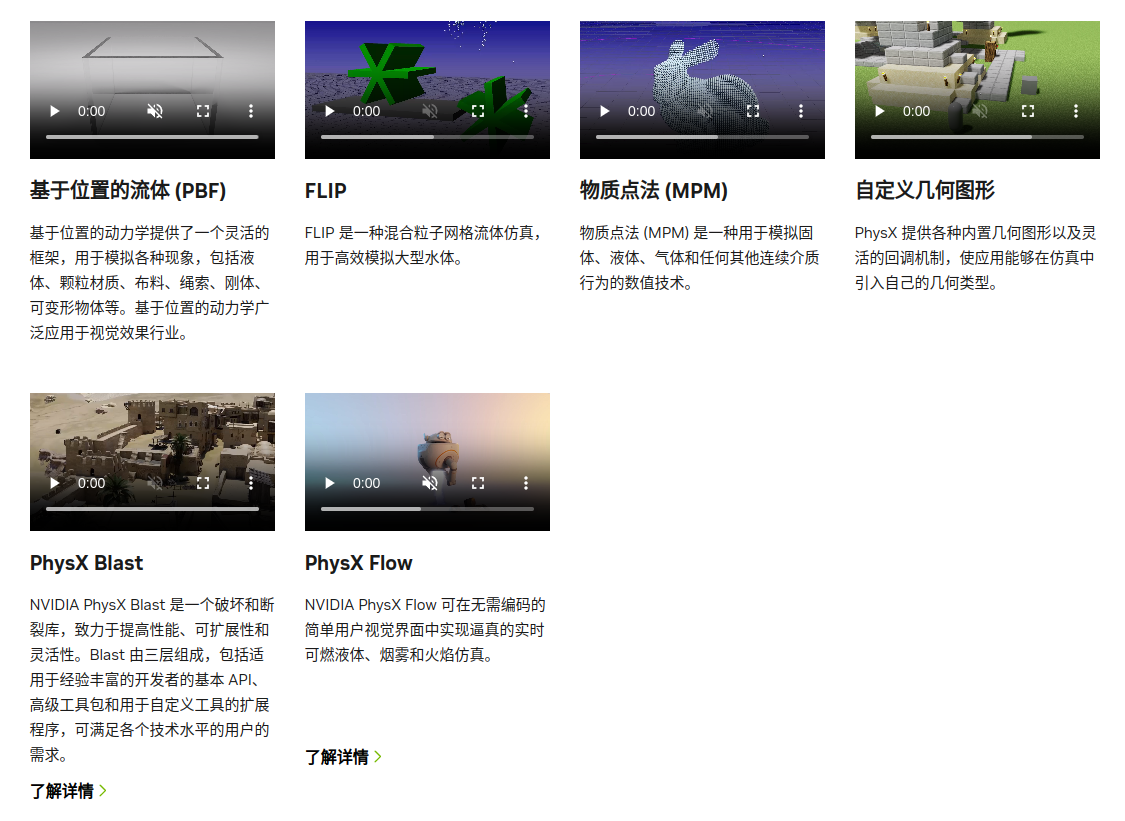 0:00
0:00
0:00
0:00
基于位置的流体 (PBF)
基于位置的动力学提供了一个灵活的
框架，用于模拟各种现象，包括液
体、颗粒材质、布料、绳索、刚体、
可变形物体等。基于位置的动力学广
泛应用于视觉效果行业。
FLIP
FLIP 是一种混合粒子网格流体仿真，
用于高效模拟大型水体。
物质点法 (MPM)
物质点法 (MPM) 是一种用于模拟固
体、液体、气体和任何其他连续介质
行为的数值技术。
自定义几何图形
PhysX 提供各种内置几何图形以及灵
活的回调机制，使应用能够在仿真中
引入自己的几何类型。
0:00
0:00
PhysX Blast
NVIDIA PhysX Blast 是一个破坏和断
裂库，致力于提高性能、可扩展性和
灵活性。Blast 由三层组成，包括适
用于经验丰富的开发者的基本 API、
高级工具包和用于自定义工具的扩展
程序，可满足各个技术水平的用户的
需求。
了解详情
PhysX Flow
NVIDIA PhysX Flow 可在无需编码的
简单用户视觉界面中实现逼真的实时
可燃液体、烟雾和火焰仿真。
了解详情